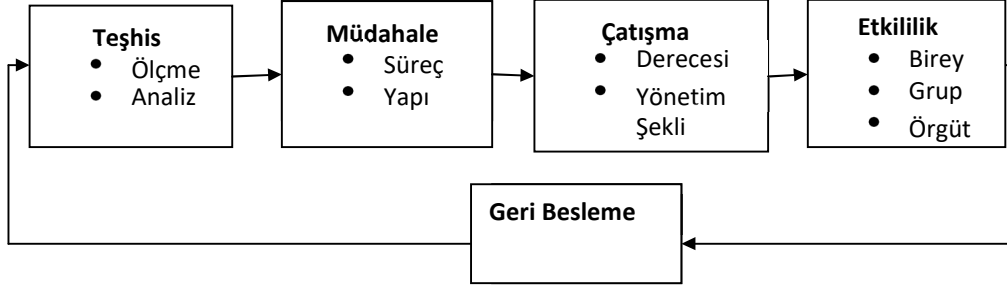 Teşhis
• Ölçme
• Analiz
Müdahale
• Süreç
• Yapı
Çatışma
• Derecesi
• Yönetim
Şekli
Etkililik
• Birey
• Grup
• Örgüt
Geri Besleme